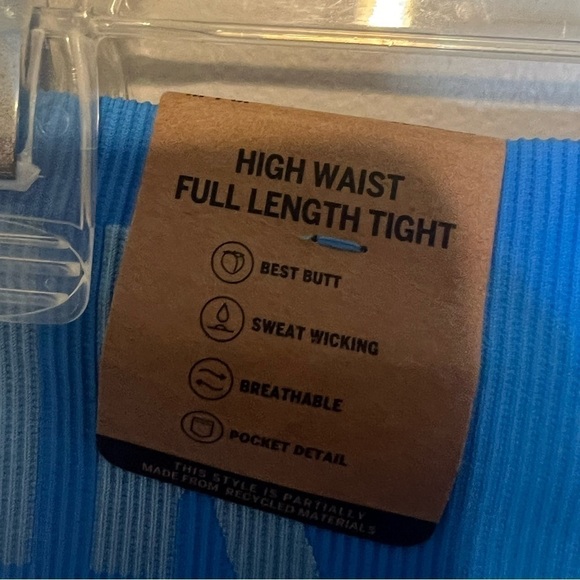 HIGH WAIST
FULL LENGTH TIGHT
BEST BUTT
SWEAT WICKING
BREATHABLE
POCKET DETAIL
THIS STYLE IS PARTIALLY
MADE FROM RECYCLED MATERIALS